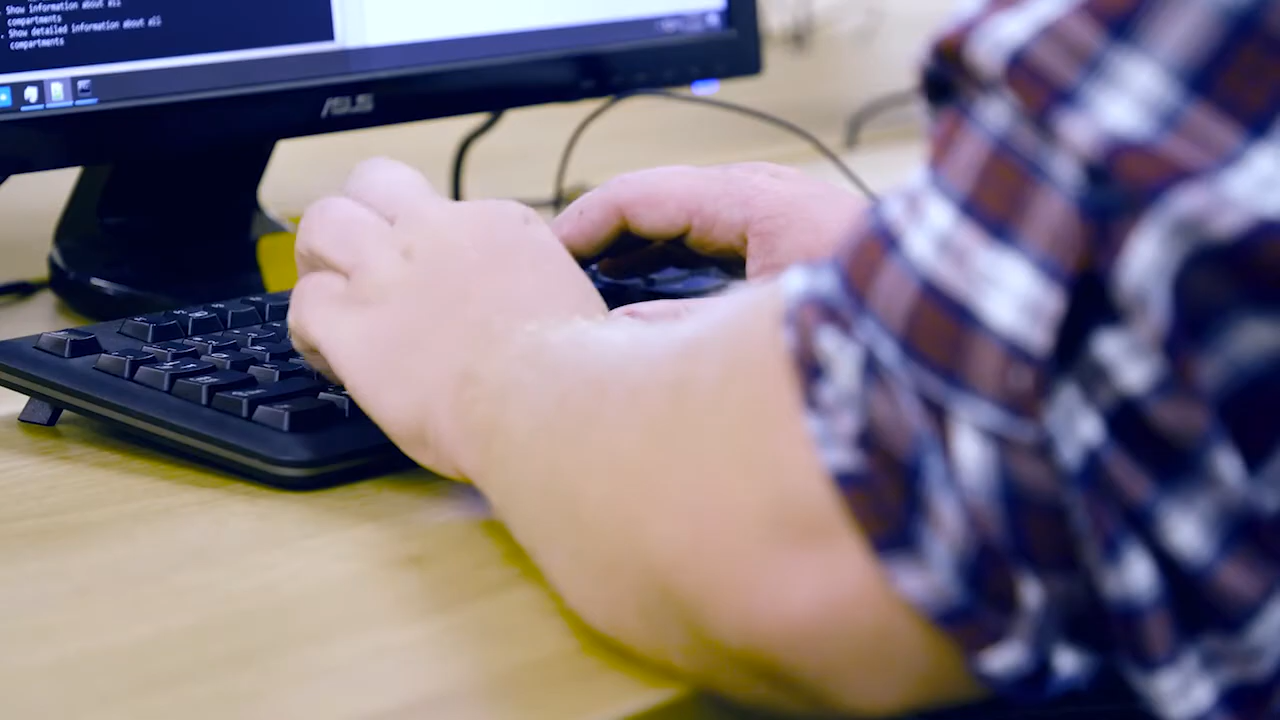 . Show information about all
compartments
. Show detailed information about all
compartments
ASUS